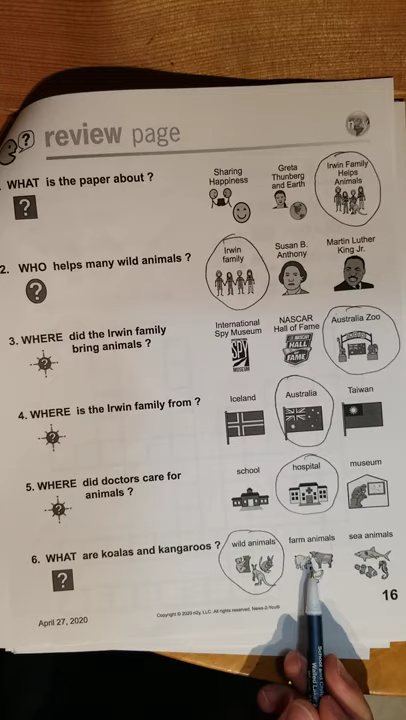 review page
WHAT is the paper about ?
Sharing
Happiness
Greta
Thunberg
and Earth
Irwin Family
Helps
Animals
2. WHO helps many wild animals ?
Irwin
family
Susan B.
Anthony
Martin Luther
King Jr.
3. WHERE did the Irwin family
bring animals ?
International
Spy Museum
SPY
MUSEUM
NASCAR
Hall of Fame
NASCAR
HALL
OF FAME
Australia Zoo
4. WHERE is the Irwin family from ?
Iceland
Australia
Taiwan
5. WHERE did doctors care for
animals ?
school
hospital
museum
6. WHAT are koalas and kangaroos ?
wild animals
farm animals
sea animals
April 27, 2020
Copyright © 2020 n2y, LLC. All rights reserved. News-2-You®
16